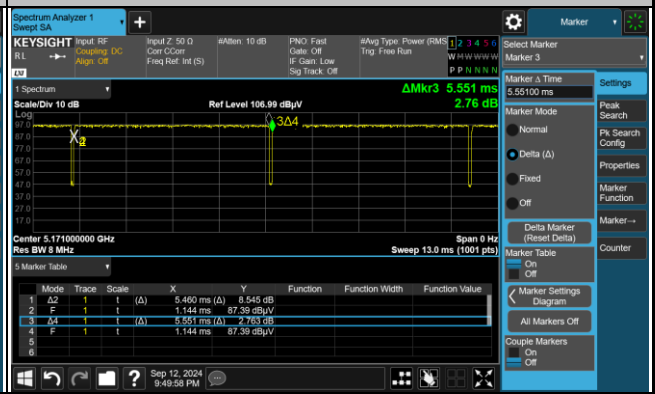 Spectrum Analyzer 1
Swept SA
Marker
KEYSIGHT
R L
LXI
Input: RF
Coupling: DC
Align: Off
Input Z: 50 Ω
Corr CCorr
Freq Ref: Int (S)
#Atten: 10 dB
PNO: Fast
Gate: Off
IF Gain: Low
Sig Track: Off
#Avg Type: Power (RMS
Trig: Free Run
1 2 3 4 5 6
W M W W W W
P P N N N N
Select Marker
Marker 3
1 Spectrum
Scale/Div 10 dB
Ref Level 106.99 dBµV
ΔMkr3 5.551 ms
2.76 dB
Log
97.0
87.0
77.0
67.0
57.0
47.0
37.0
27.0
17.0
3Δ4
Center 5.171000000 GHz
Res BW 8 MHz
Span 0 Hz
Sweep 13.0 ms (1001 pts)
5 Marker Table
Mode Trace Scale X Y Function Function Width Function Value
1 Δ2 1 t (Δ) 5.460 ms (Δ) 8.545 dB
2 F 1 t 1.144 ms 87.39 dBµV
3 Δ4 1 t (Δ) 5.551 ms (Δ) 2.763 dB
4 F 1 t 1.144 ms 87.39 dBµV
5
6
Marker Δ Time
5.55100 ms
Marker Mode
Normal
Delta (Δ)
Fixed
Off
Delta Marker
(Reset Delta)
Marker Table
On
Off
Marker Settings
Diagram
All Markers Off
Couple Markers
On
Off
Settings
Peak
Search
Pk Search
Config
Properties
Marker
Function
Marker→
Counter
?
Sep 12, 2024
9:49:58 PM